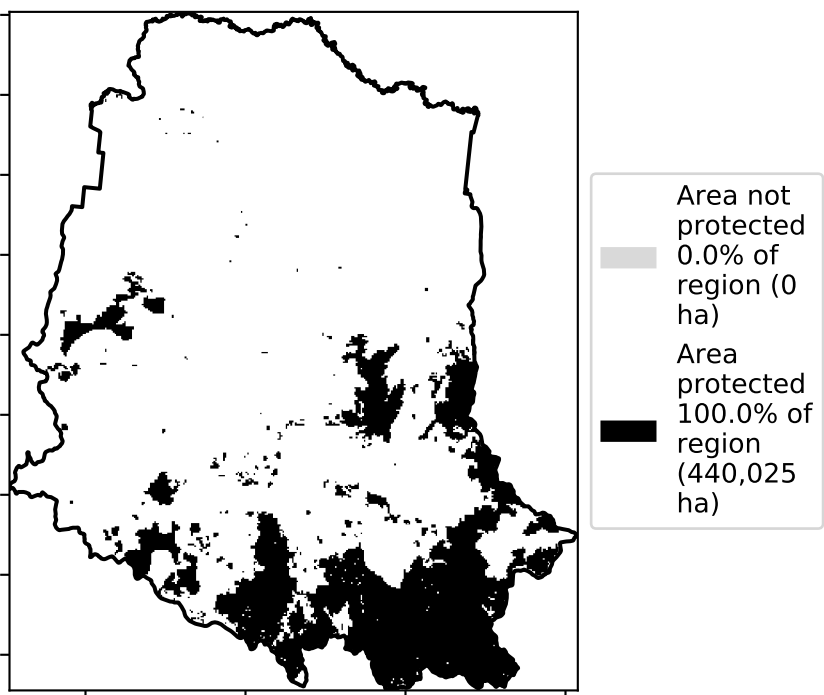 Area not
protected
0.0% of
region (0
ha)
Area
protected
100.0% of
region
(440,025
ha)